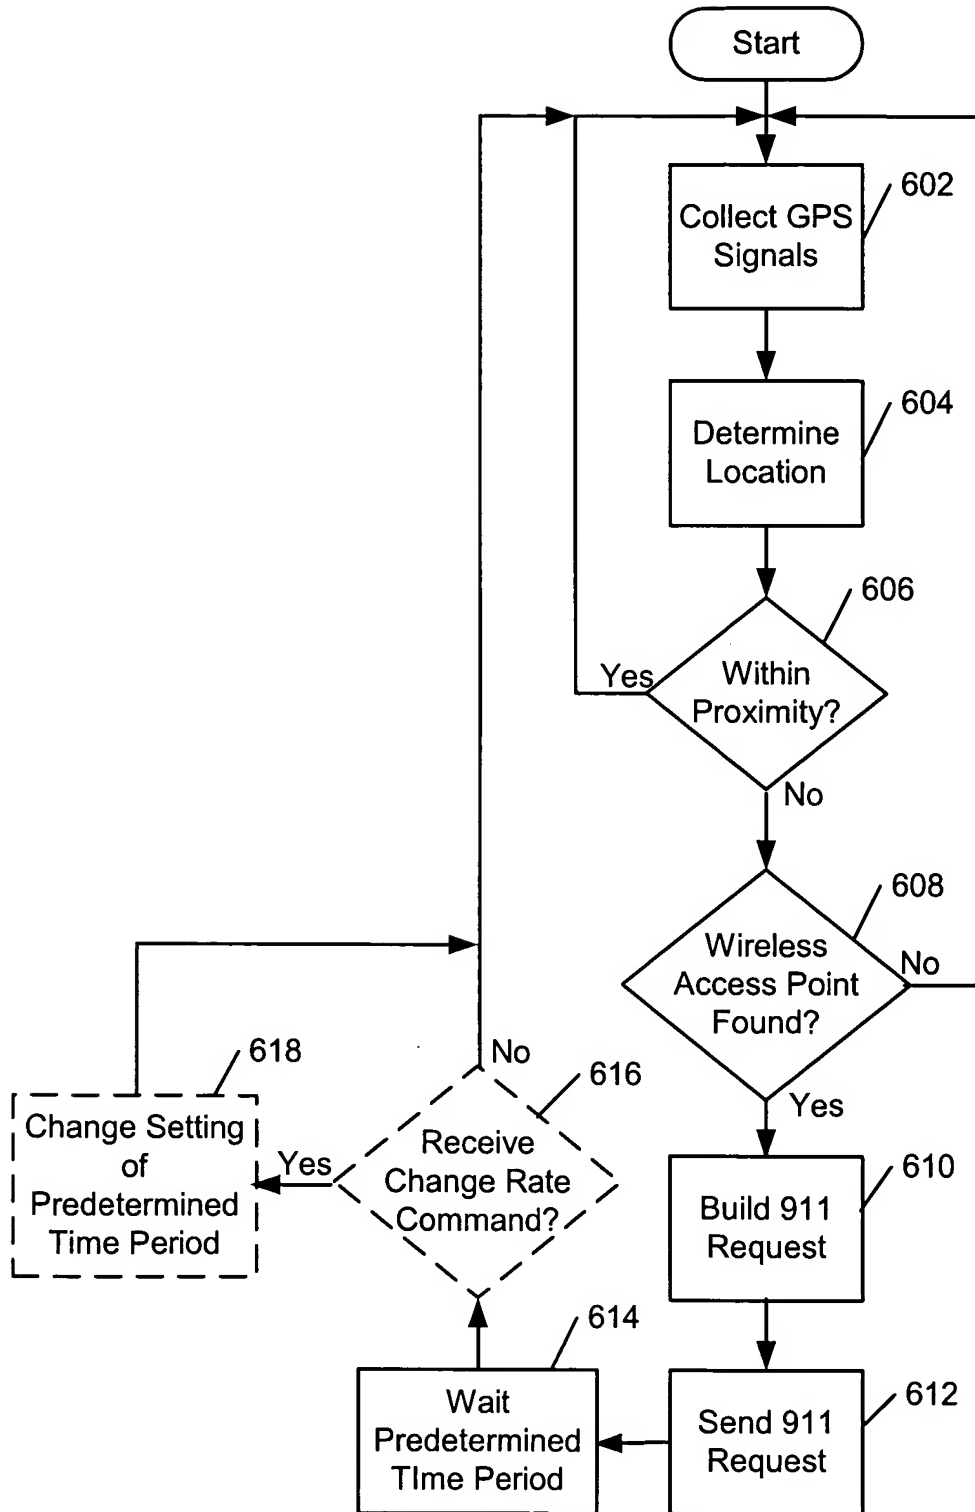 Start
602
Collect GPS
Signals
604
Determine
Location
606
Yes
Within
Proximity?
No
608
Wireless
Access Point
Found?
No
Yes
618
Change Setting
of
Predetermined
Time Period
Yes
No
616
Receive
Change Rate
Command?
610
Build 911
Request
614
Wait
Predetermined
TIme Period
612
Send 911
Request